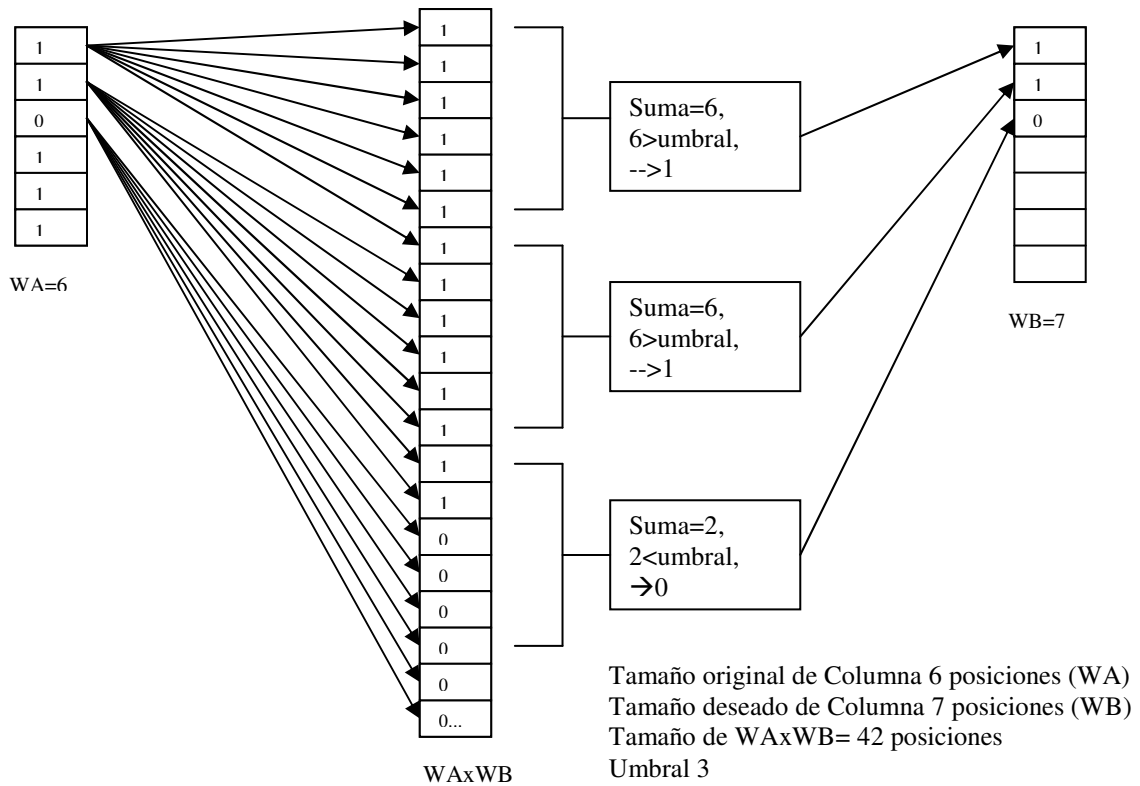 1
1
0
1
1
1
WA=6
1
1
1
1
1
1
1
1
1
1
1
1
1
1
0
0
0
0
0
0...
WAxWB
Suma=6,
6>umbral,
-->1
Suma=6,
6>umbral,
-->1
Suma=2,
2<umbral,
→0
1
1
0
WB=7
Tamaño original de Columna 6 posiciones (WA)
Tamaño deseado de Columna 7 posiciones (WB)
Tamaño de WAxWB= 42 posiciones
Umbral 3